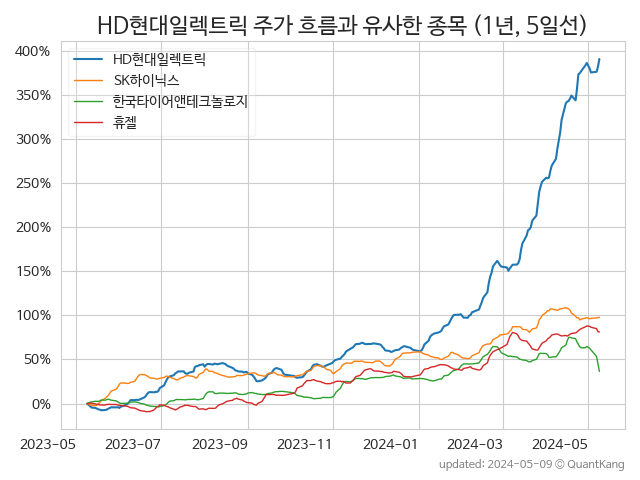 HD현대일렉트릭 주가 흐름과 유사한 종목 (1년, 5일선)
400%
350%
300%
250%
200%
150%
100%
50%
0%
HD현대일렉트릭
SK하이닉스
한국타이어앤테크놀로지
휴젤
2023-05 2023-07 2023-09 2023-11 2024-01 2024-03 2024-05
updated: 2024-05-09 © QuantKang